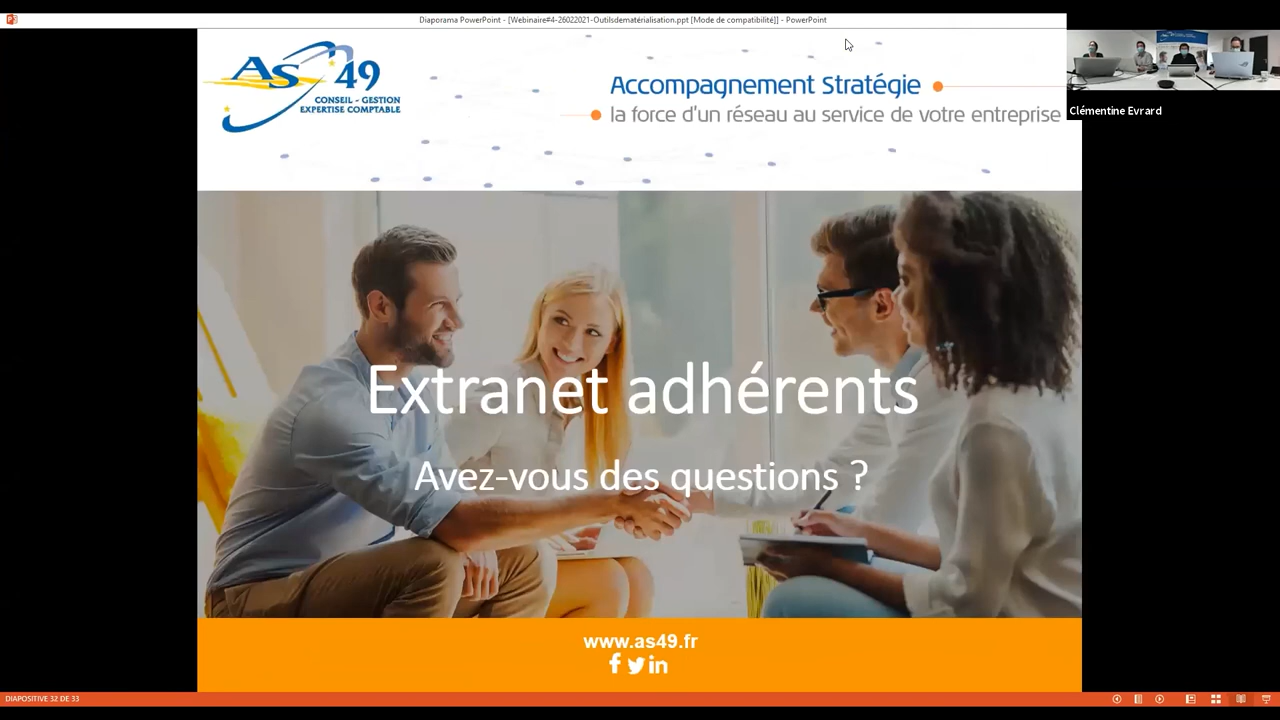 Diaporama PowerPoint - [Webinaire#4-26022021-Outilsdematérialisation.ppt [Mode de compatibilité]] - PowerPoint
AS 49
CONSEIL - GESTION
EXPERTISE COMPTABLE
Accompagnement Stratégie
la force d'un réseau au service de votre entreprise
Clémentine Evrard
Extranet adhérents
Avez-vous des questions ?
www.as49.fr
DIAPOSITIVE 32 DE 33